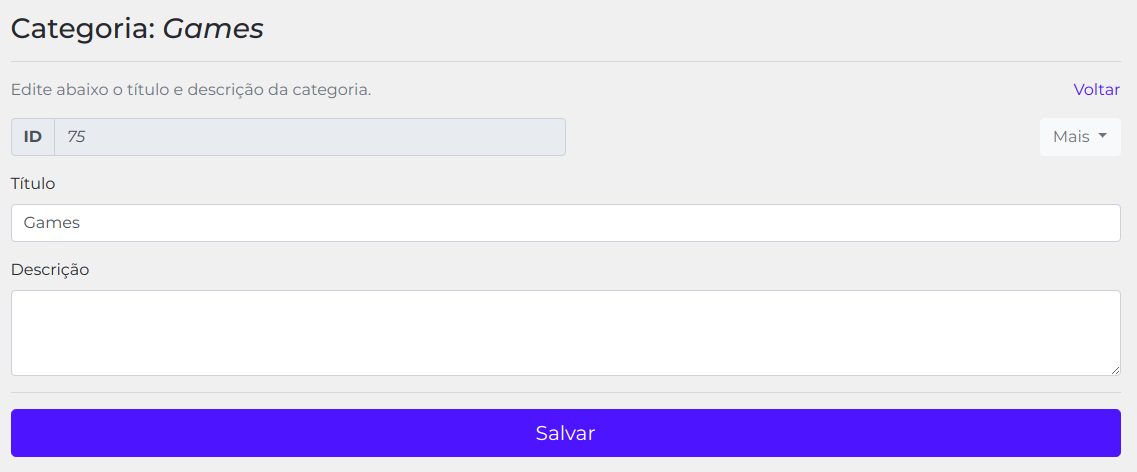 Categoria: Games
Edite abaixo o título e descrição da categoria.
Voltar
ID 75
Mais
Título
Games
Descrição
Salvar